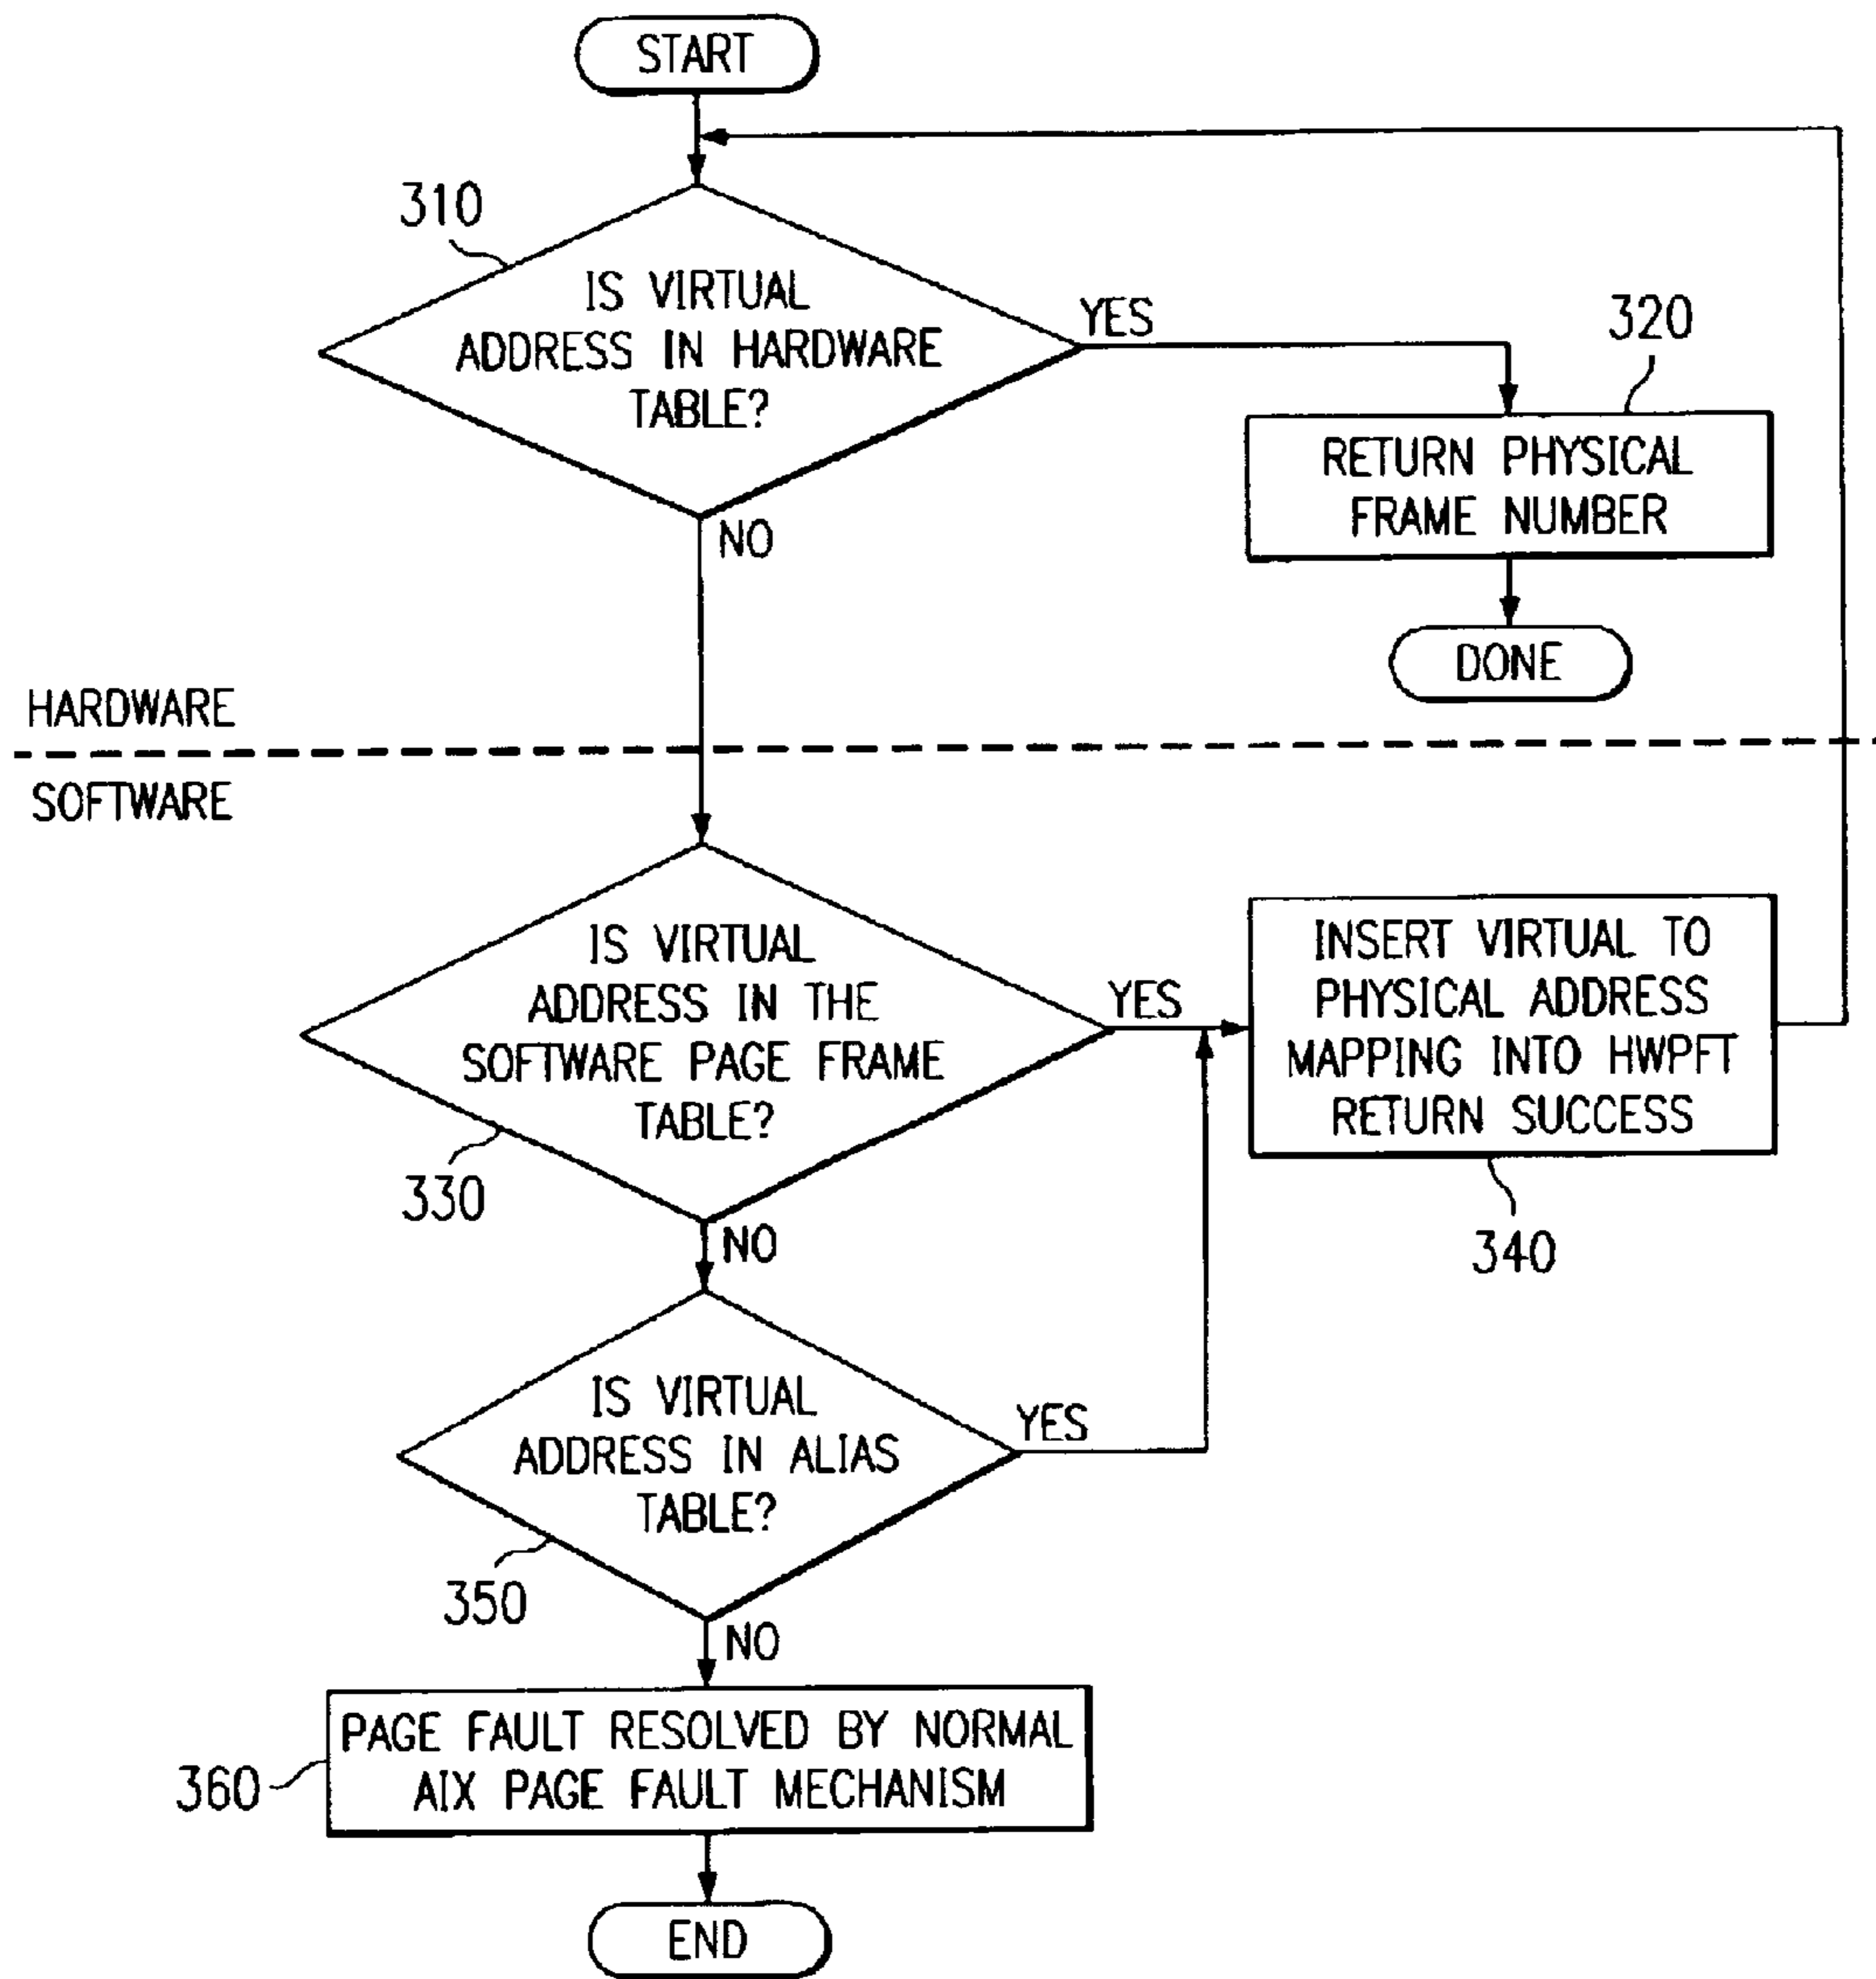 START
310
IS VIRTUAL
ADDRESS IN HARDWARE
TABLE?
YES
NO
320
RETURN PHYSICAL
FRAME NUMBER
DONE
HARDWARE
SOFTWARE
IS VIRTUAL
ADDRESS IN THE
SOFTWARE PAGE FRAME
TABLE?
YES
330
NO
INSERT VIRTUAL TO
PHYSICAL ADDRESS
MAPPING INTO HWPFT
RETURN SUCCESS
340
IS VIRTUAL
ADDRESS IN ALIAS
TABLE?
YES
350
NO
PAGE FAULT RESOLVED BY NORMAL
AIX PAGE FAULT MECHANISM
360
END